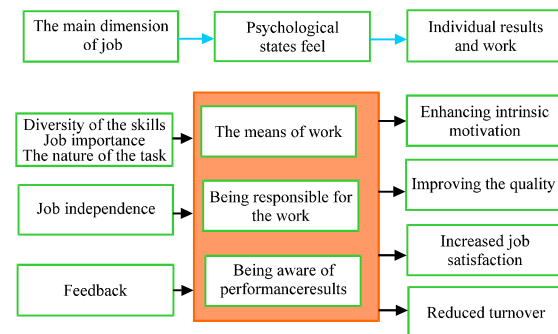 The main dimension
of job
Psychological
states feel
Individual results
and work
Diversity of the skills
Job importance
The nature of the task
The means of work
Enhancing intrinsic
motivation
Job independence
Being responsible for
the work
Improving the quality
Feedback
Being aware of
performanceresults
Increased job
satisfaction
Reduced turnover